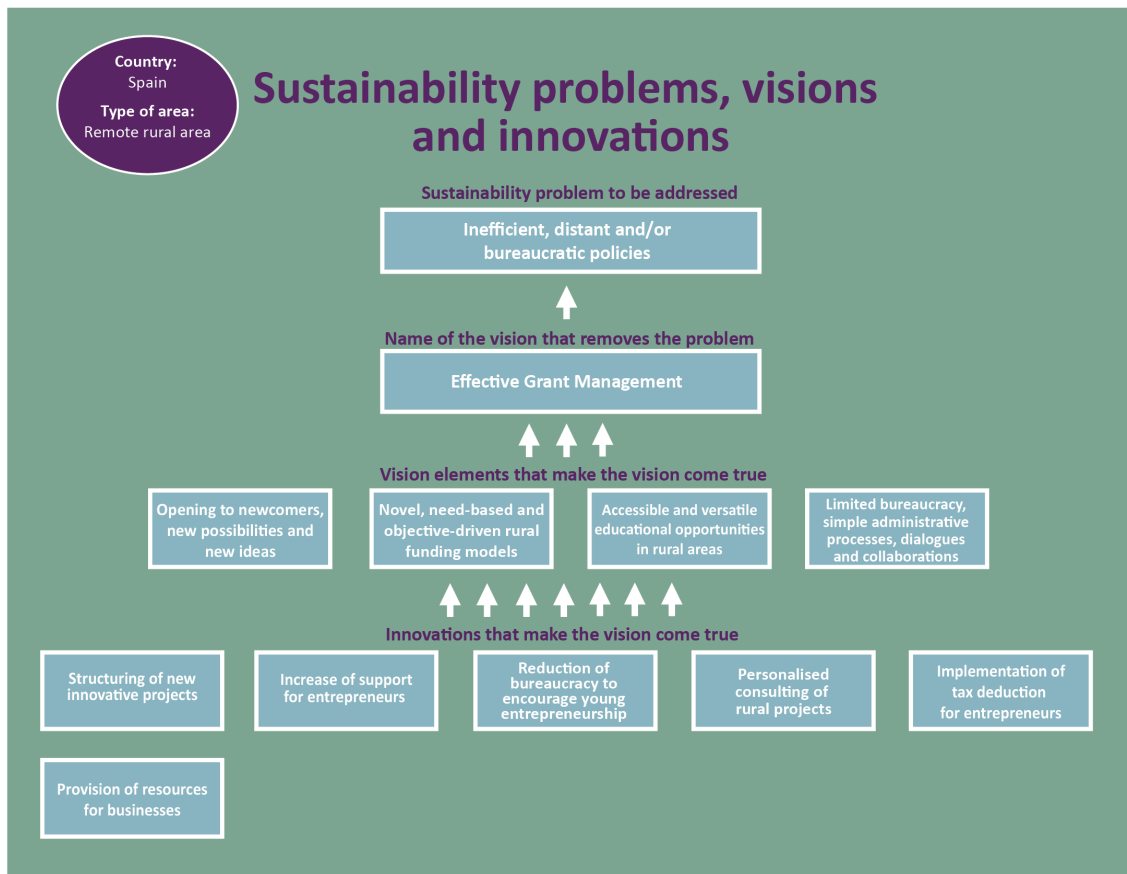 Country:
Spain
Type of area:
Remote rural area
Sustainability problems, visions
and innovations
Sustainability problem to be addressed
Inefficient, distant and/or
bureaucratic policies
Name of the vision that removes the problem
Effective Grant Management
Vision elements that make the vision come true
Opening to newcomers,
new possibilities and
new ideas
Novel, need-based and
objective-driven rural
funding models
Accessible and versatile
educational opportunities
in rural areas
Limited bureaucracy,
simple administrative
processes, dialogues
and collaborations
Innovations that make the vision come true
Structuring of new
innovative projects
Increase of support
for entrepreneurs
Reduction of
bureaucracy to
encourage young
entrepreneurship
Personalised
consulting of
rural projects
Implementation of
tax deduction
for entrepreneurs
Provision of resources
for businesses